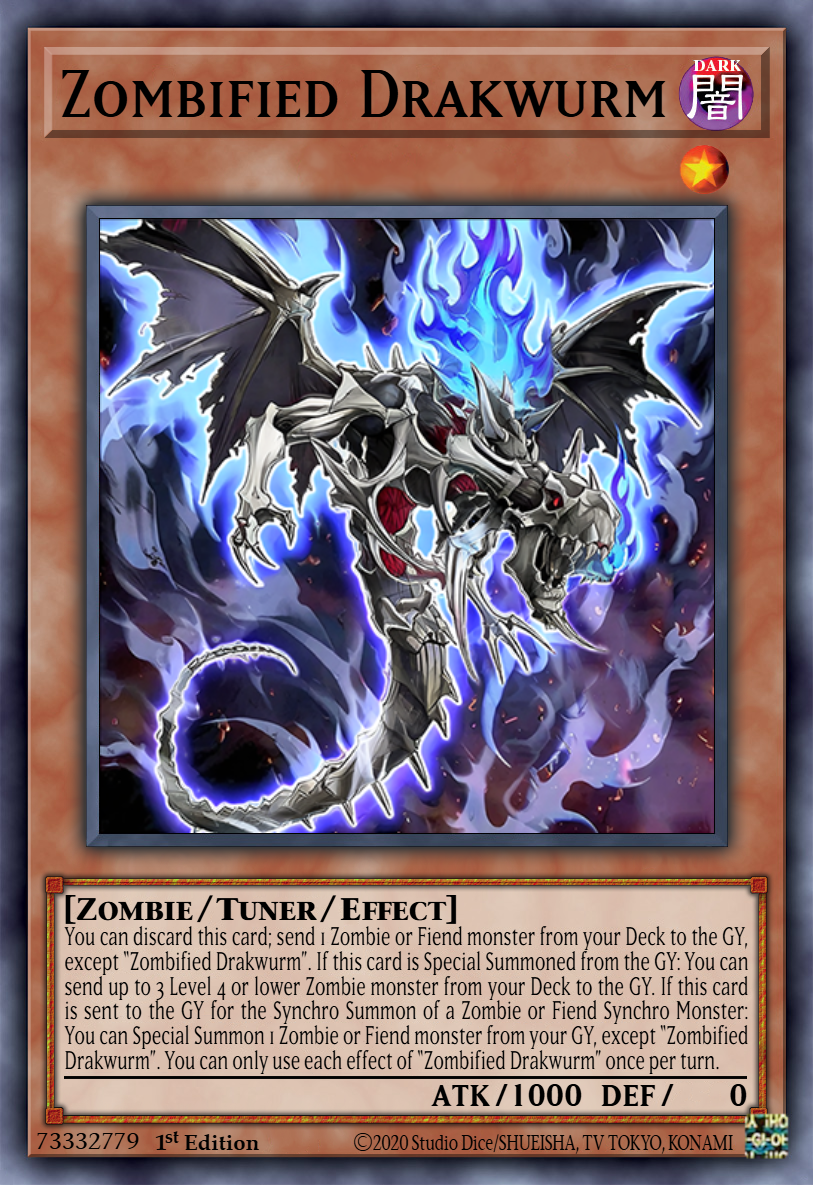 Zombified Drakwurm
DARK
闇
[Zombie/Tuner/Effect]
You can discard this card; send 1 Zombie or Fiend monster from your Deck to the GY,
except "Zombified Drakwurm". If this card is Special Summoned from the GY: You can
send up to 3 Level 4 or lower Zombie monster from your Deck to the GY. If this card
is sent to the GY for the Synchro Summon of a Zombie or Fiend Synchro Monster:
You can Special Summon 1 Zombie or Fiend monster from your GY, except "Zombified
Drakwurm". You can only use each effect of "Zombified Drakwurm" once per turn.
ATK/1000 DEF/ 0
73332779 1st Edition ©2020 Studio Dice/SHUEISHA, TV TOKYO, KONAMI